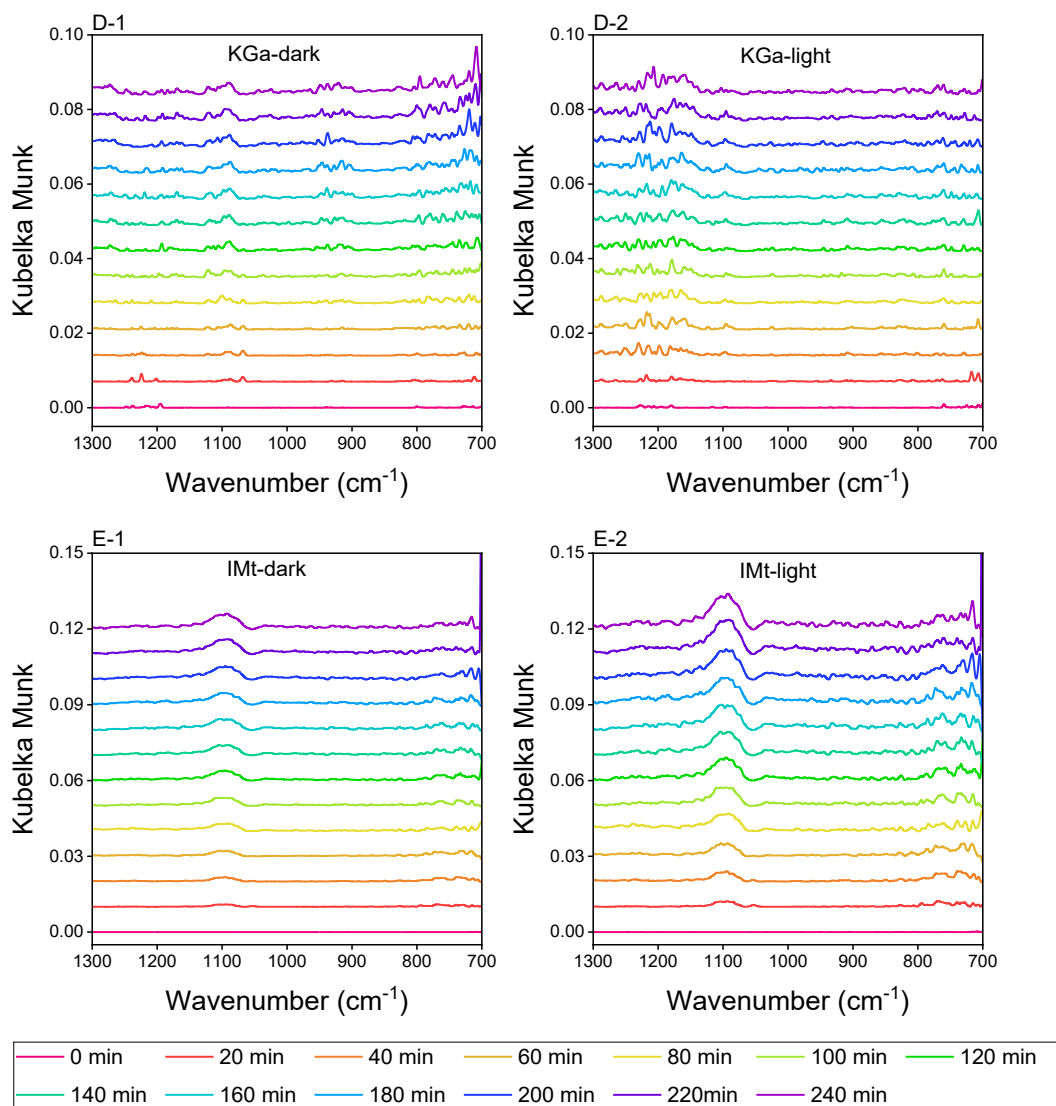 D-1
KGa-dark
0.10
0.08
0.06
0.04
0.02
0.00
Kubelka Munk
1300 1200 1100 1000 900 800 700
Wavenumber (cm-1)
D-2
KGa-light
0.10
0.08
0.06
0.04
0.02
0.00
Kubelka Munk
1300 1200 1100 1000 900 800 700
Wavenumber (cm-1)
E-1
IMt-dark
0.15
0.12
0.09
0.06
0.03
0.00
Kubelka Munk
1300 1200 1100 1000 900 800 700
Wavenumber (cm-1)
E-2
IMt-light
0.15
0.12
0.09
0.06
0.03
0.00
Kubelka Munk
1300 1200 1100 1000 900 800 700
Wavenumber (cm-1)
0 min 20 min 40 min 60 min 80 min 100 min 120 min
140 min 160 min 180 min 200 min 220min 240 min